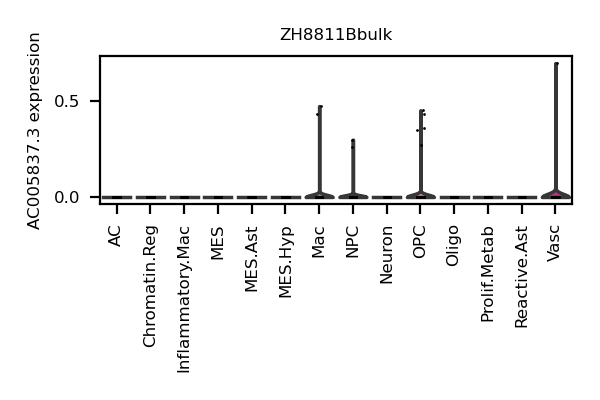 ZH8811Bbulk
AC005837.3 expression
0.5
0.0
AC
Chromatin.Reg
Inflammatory.Mac
MES
MES.Ast
MES.Hyp
Mac
NPC
Neuron
OPC
Oligo
Prolif.Metab
Reactive.Ast
Vasc